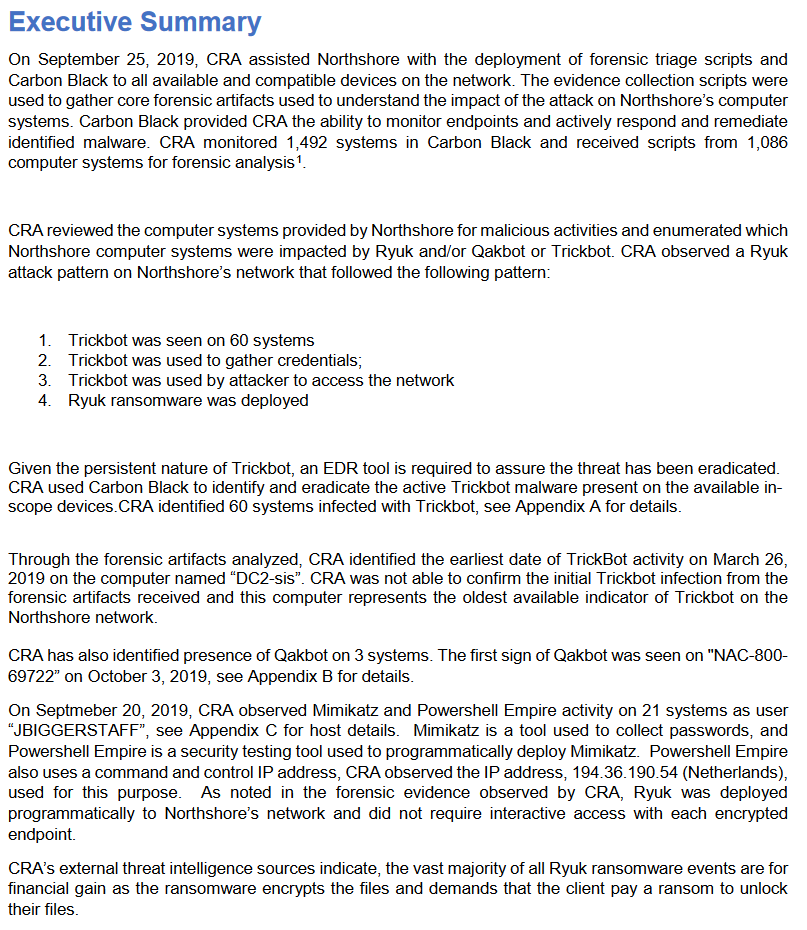 Executive Summary
On September 25, 2019, CRA assisted Northshore with the deployment of forensic triage scripts and
Carbon Black to all available and compatible devices on the network. The evidence collection scripts were
used to gather core forensic artifacts used to understand the impact of the attack on Northshore's computer
systems. Carbon Black provided CRA the ability to monitor endpoints and actively respond and remediate
identified malware. CRA monitored 1,492 systems in Carbon Black and received scripts from 1,086
computer systems for forensic analysis¹.
CRA reviewed the computer systems provided by Northshore for malicious activities and enumerated which
Northshore computer systems were impacted by Ryuk and/or Qakbot or Trickbot. CRA observed a Ryuk
attack pattern on Northshore's network that followed the following pattern:
1. Trickbot was seen on 60 systems
2. Trickbot was used to gather credentials;
3. Trickbot was used by attacker to access the network
4. Ryuk ransomware was deployed
Given the persistent nature of Trickbot, an EDR tool is required to assure the threat has been eradicated.
CRA used Carbon Black to identify and eradicate the active Trickbot malware present on the available in-
scope devices.CRA identified 60 systems infected with Trickbot, see Appendix A for details.
Through the forensic artifacts analyzed, CRA identified the earliest date of TrickBot activity on March 26,
2019 on the computer named “DC2-sis”. CRA was not able to confirm the initial Trickbot infection from the
forensic artifacts received and this computer represents the oldest available indicator of Trickbot on the
Northshore network.
CRA has also identified presence of Qakbot on 3 systems. The first sign of Qakbot was seen on "NAC-800-
69722” on October 3, 2019, see Appendix B for details.
On Septmeber 20, 2019, CRA observed Mimikatz and Powershell Empire activity on 21 systems as user
“JBIGGERSTAFF”, see Appendix C for host details. Mimikatz is a tool used to collect passwords, and
Powershell Empire is a security testing tool used to programmatically deploy Mimikatz. Powershell Empire
also uses a command and control IP address, CRA observed the IP address, 194.36.190.54 (Netherlands),
used for this purpose. As noted in the forensic evidence observed by CRA, Ryuk was deployed
programmatically to Northshore's network and did not require interactive access with each encrypted
endpoint.
CRA's external threat intelligence sources indicate, the vast majority of all Ryuk ransomware events are for
financial gain as the ransomware encrypts the files and demands that the client pay a ransom to unlock
their files.